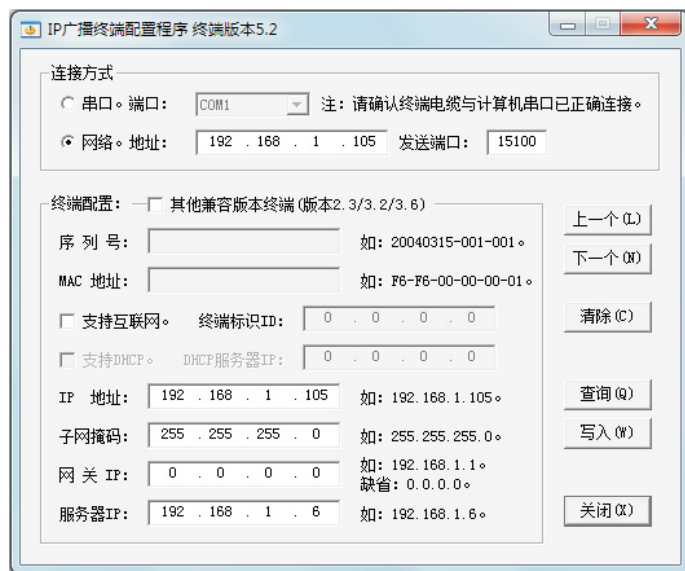 IP广播终端配置程序 终端版本5.2
连接方式
串口。端口： COM1 注：请确认终端电缆与计算机串口已正确连接。
网络。地址： 192 . 168 . 1 . 105 发送端口： 15100
终端配置： 其他兼容版本终端(版本2.3/3.2/3.6)
上一个(L)
序 列 号： 如：20040315-001-001。
下一个(N)
MAC 地址： 如：F6-F6-00-00-00-01。
支持互联网。 终端标识ID： 0 . 0 . 0 . 0
清除(C)
支持DHCP。 DHCP服务器IP： 0 . 0 . 0 . 0
IP 地址： 192 . 168 . 1 . 105 如：192.168.1.105。
查询(Q)
子网掩码： 255 . 255 . 255 . 0 如：255.255.255.0。
写入(W)
网 关 IP： 0 . 0 . 0 . 0 如：192.168.1.1。
缺省：0.0.0.0。
服务器IP： 192 . 168 . 1 . 6 如：192.168.1.6。
关闭(X)